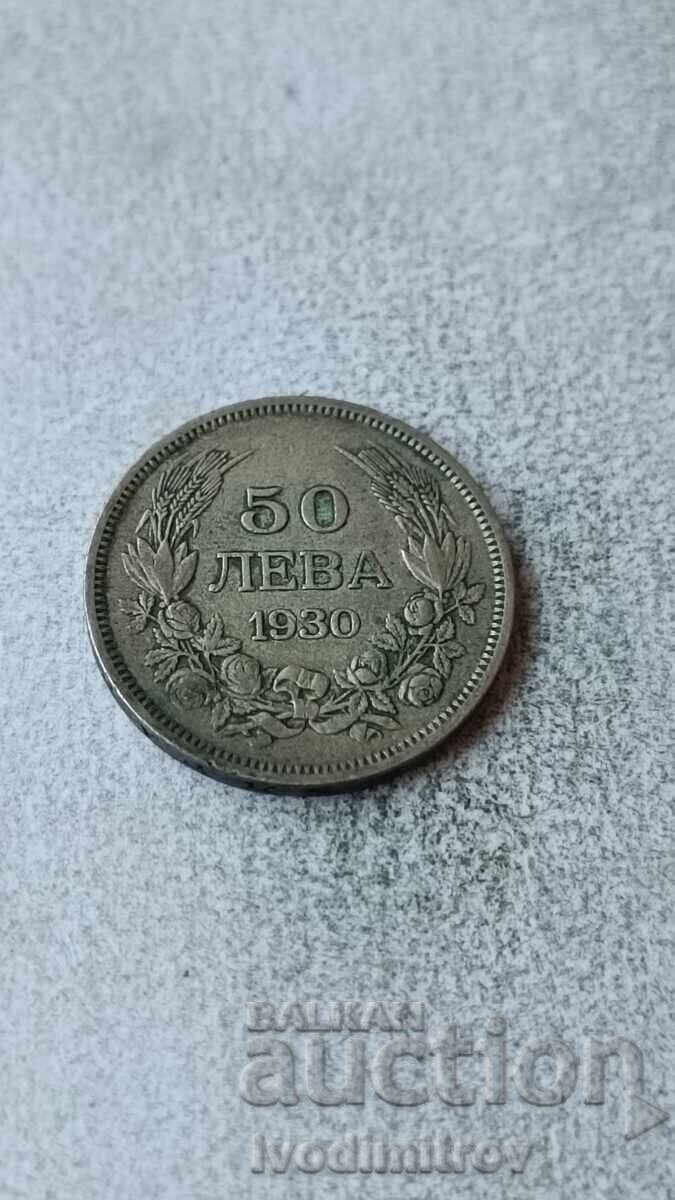 50
ЛЕВА
1930
BALKAN
auction
Ivodimitrov